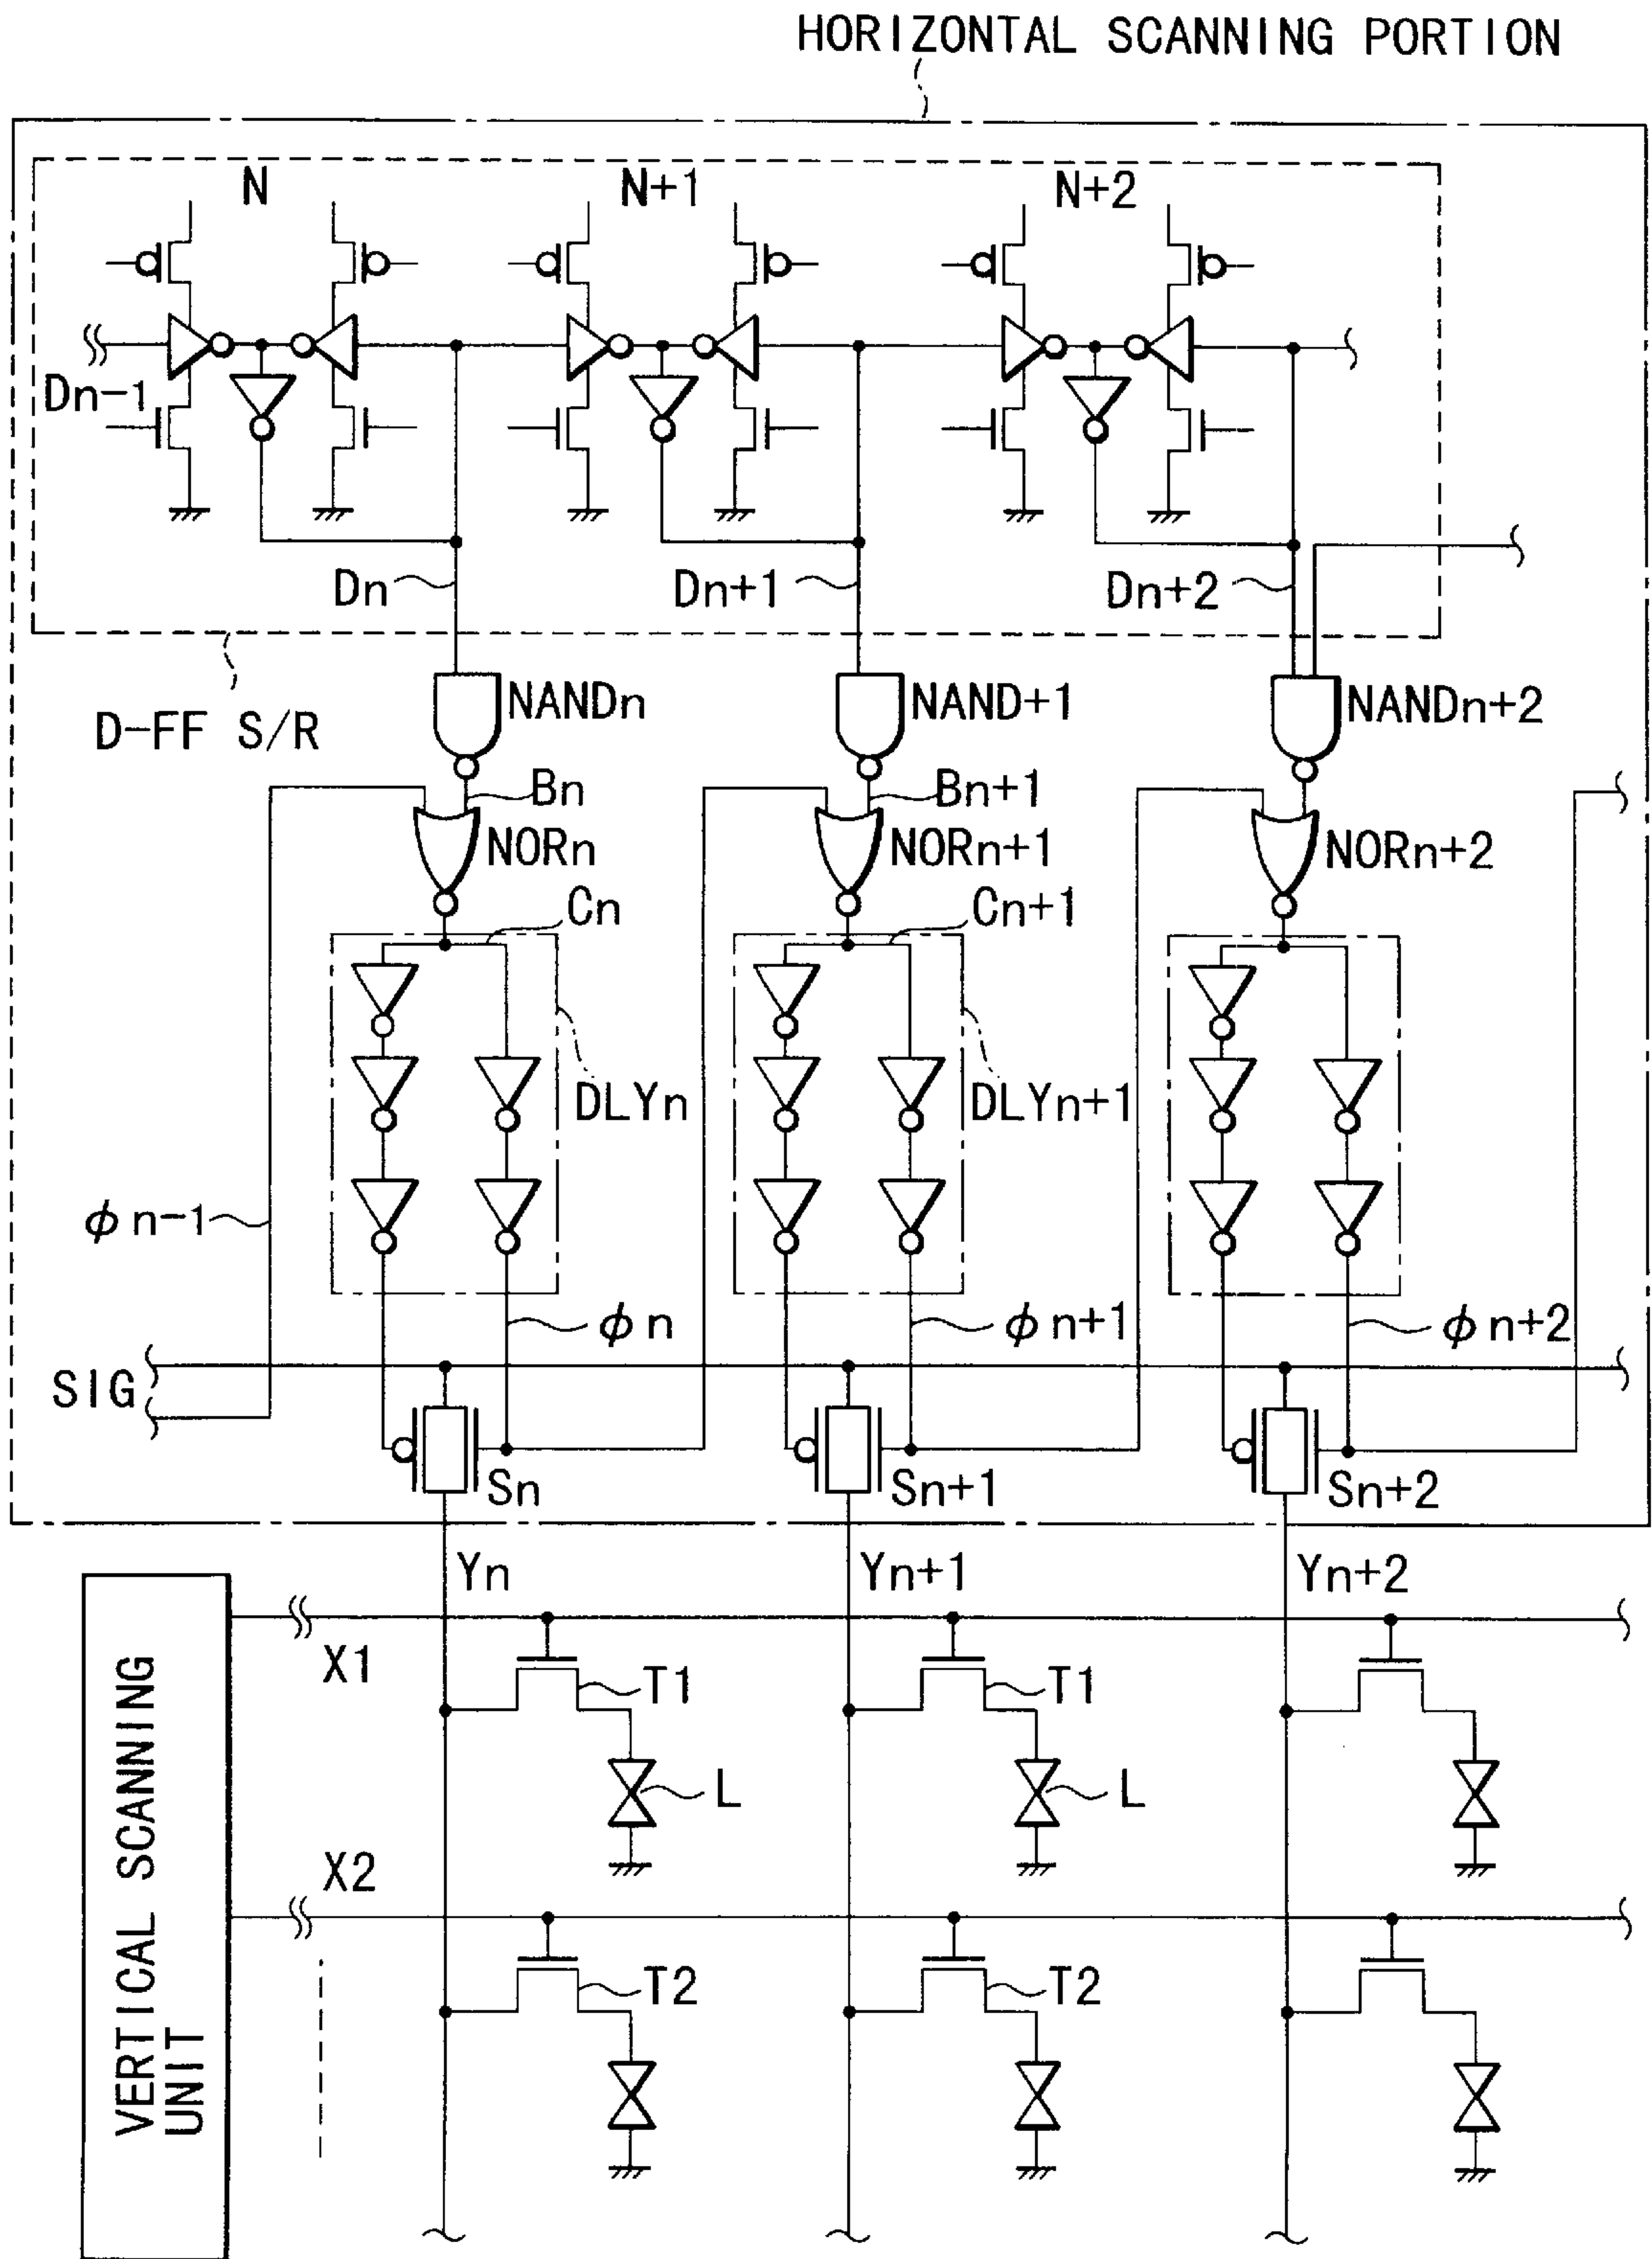 HORIZONTAL SCANNING PORTION
N
N+1
N+2
Dn-1
Dn
Dn+1
Dn+2
NANDn
NAND+1
NANDn+2
D-FF S/R
Bn
Bn+1
NORn
NORn+1
NORn+2
Cn
Cn+1
DLYn
DLYn+1
φn-1
φn
φn+1
φn+2
SIG
Sn
Sn+1
Sn+2
Yn
Yn+1
Yn+2
X1
T1
T1
L
L
X2
T2
T2
VERTICAL SCANNING
UNIT